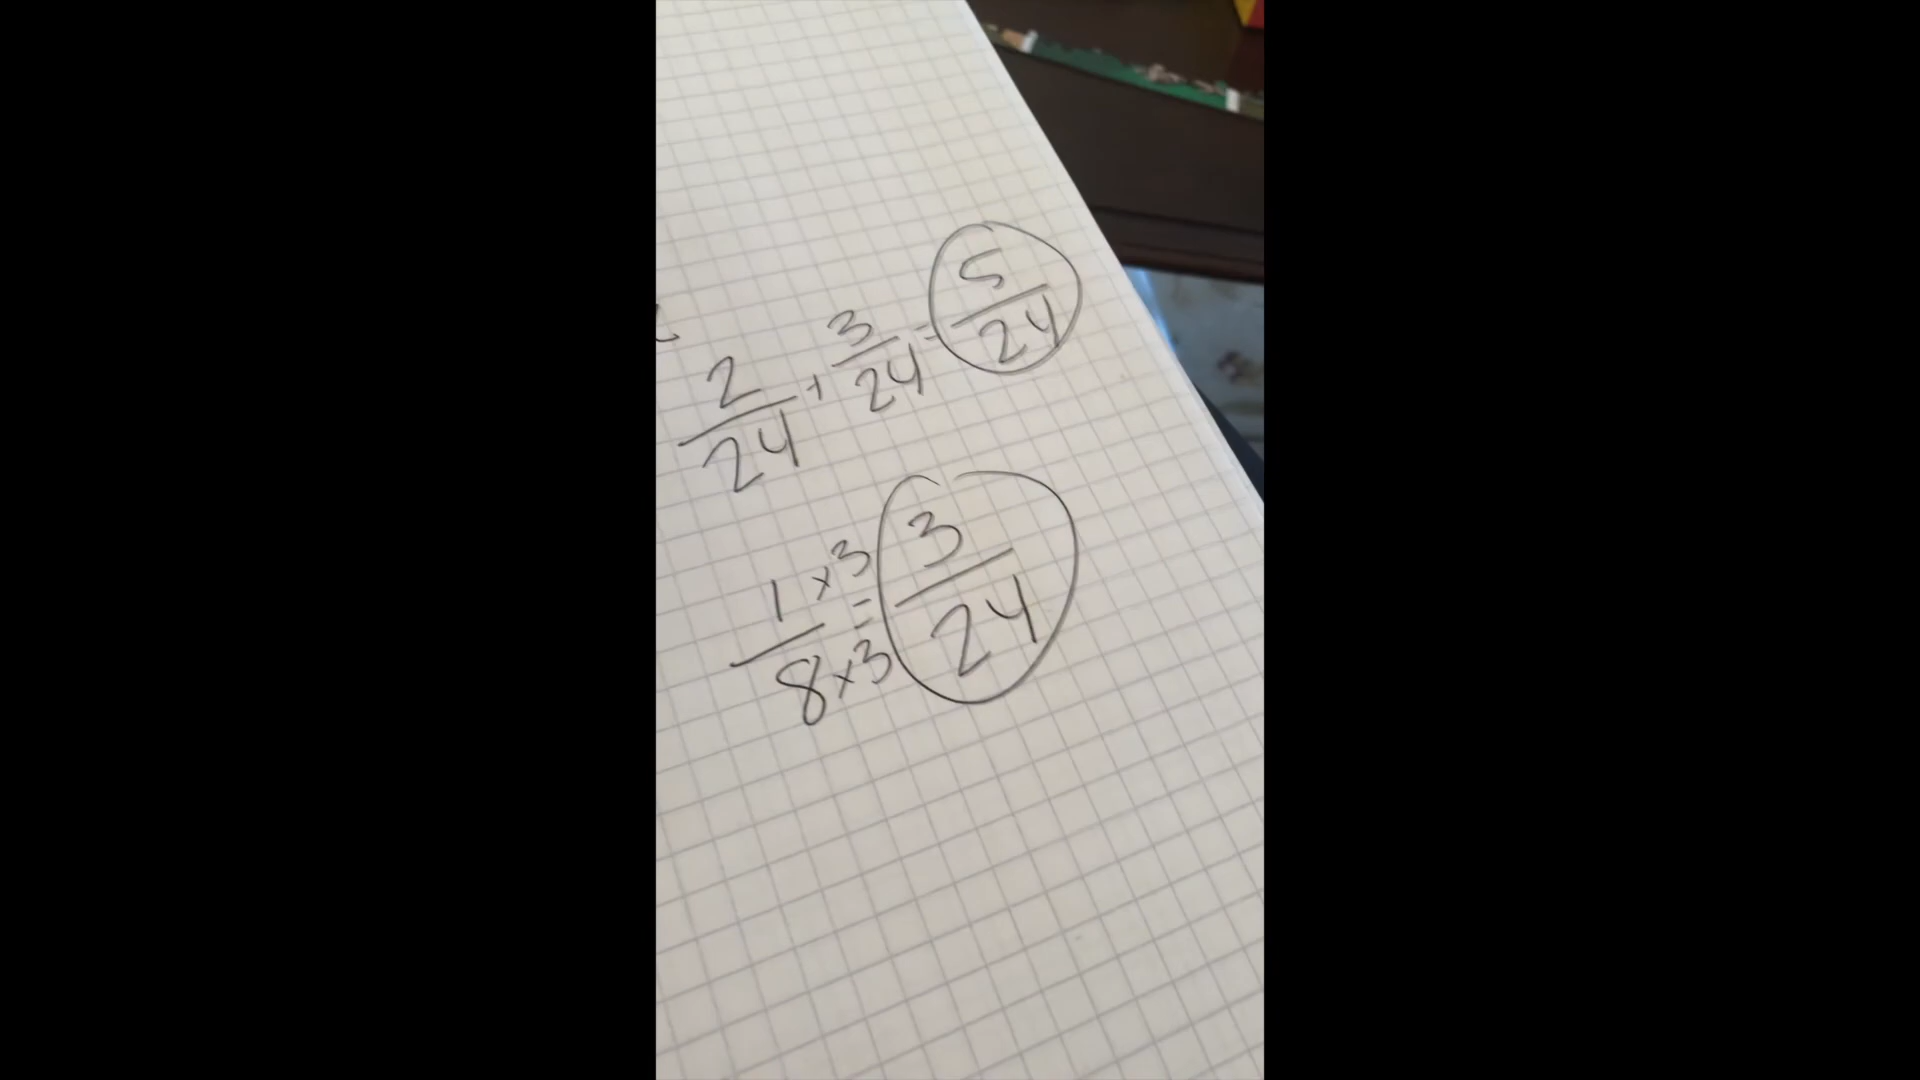 2/24 + 3/24 = 5/24
1 x 3 / 8 x 3 = 3/24